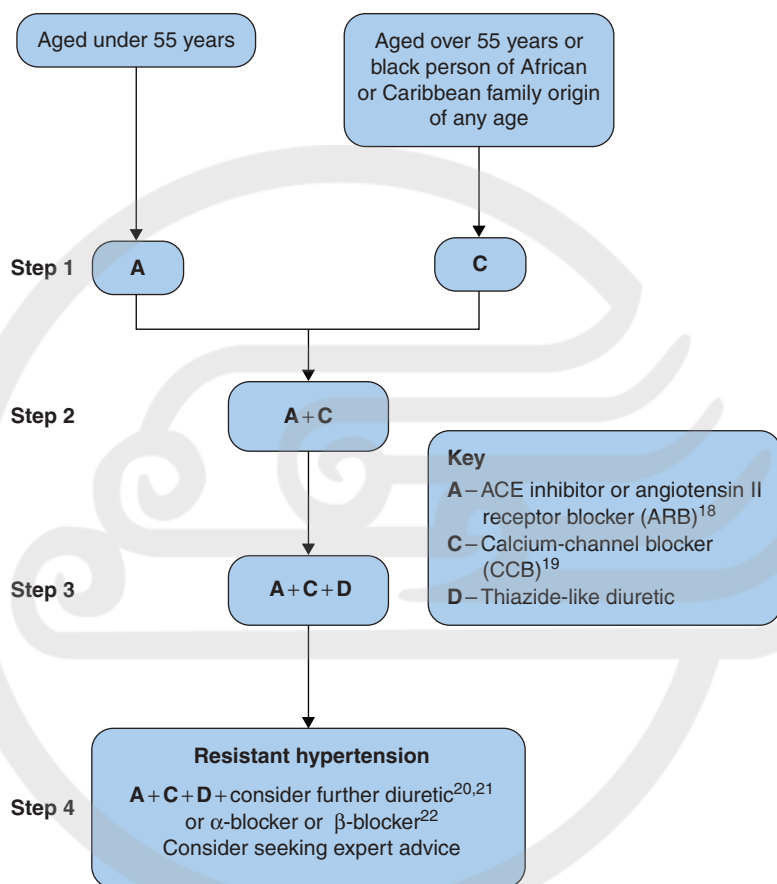 Aged under 55 years
Aged over 55 years or
black person of African
or Caribbean family origin
of any age
Step 1
A
C
Step 2
A+C
Key
A–ACE inhibitor or angiotensin II
receptor blocker (ARB)18
C–Calcium-channel blocker
(CCB)19
D–Thiazide-like diuretic
Step 3
A+C+D
Step 4
Resistant hypertension
A+C+D+consider further diuretic20,21
or α-blocker or β-blocker22
Consider seeking expert advice